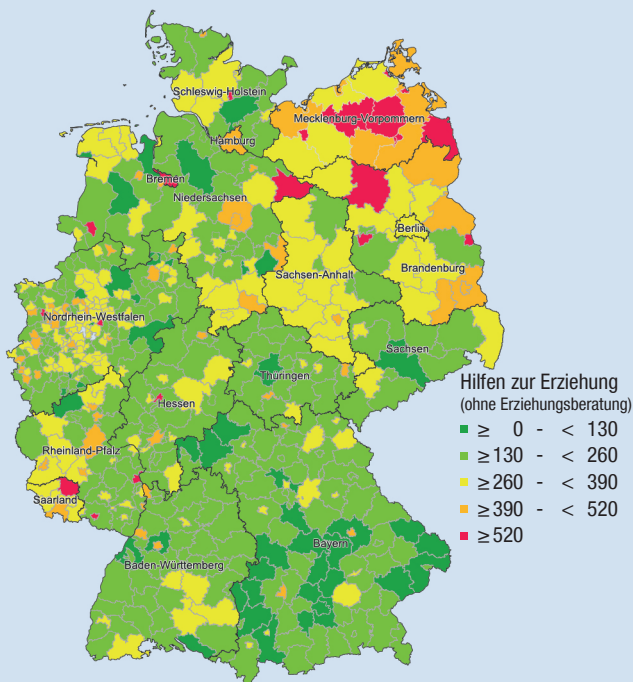 Schleswig-Holstein
Mecklenburg-Vorpommern
Hamburg
Bremen
Niedersachsen
Berlin
Sachsen-Anhalt
Brandenburg
Nordrhein-Westfalen
Sachsen
Thüringen
Hessen
Rheinland-Pfalz
Saarland
Bayern
Baden-Württemberg
Hilfen zur Erziehung
(ohne Erziehungsberatung)
≥ 0 - < 130
≥ 130 - < 260
≥ 260 - < 390
≥ 390 - < 520
≥ 520